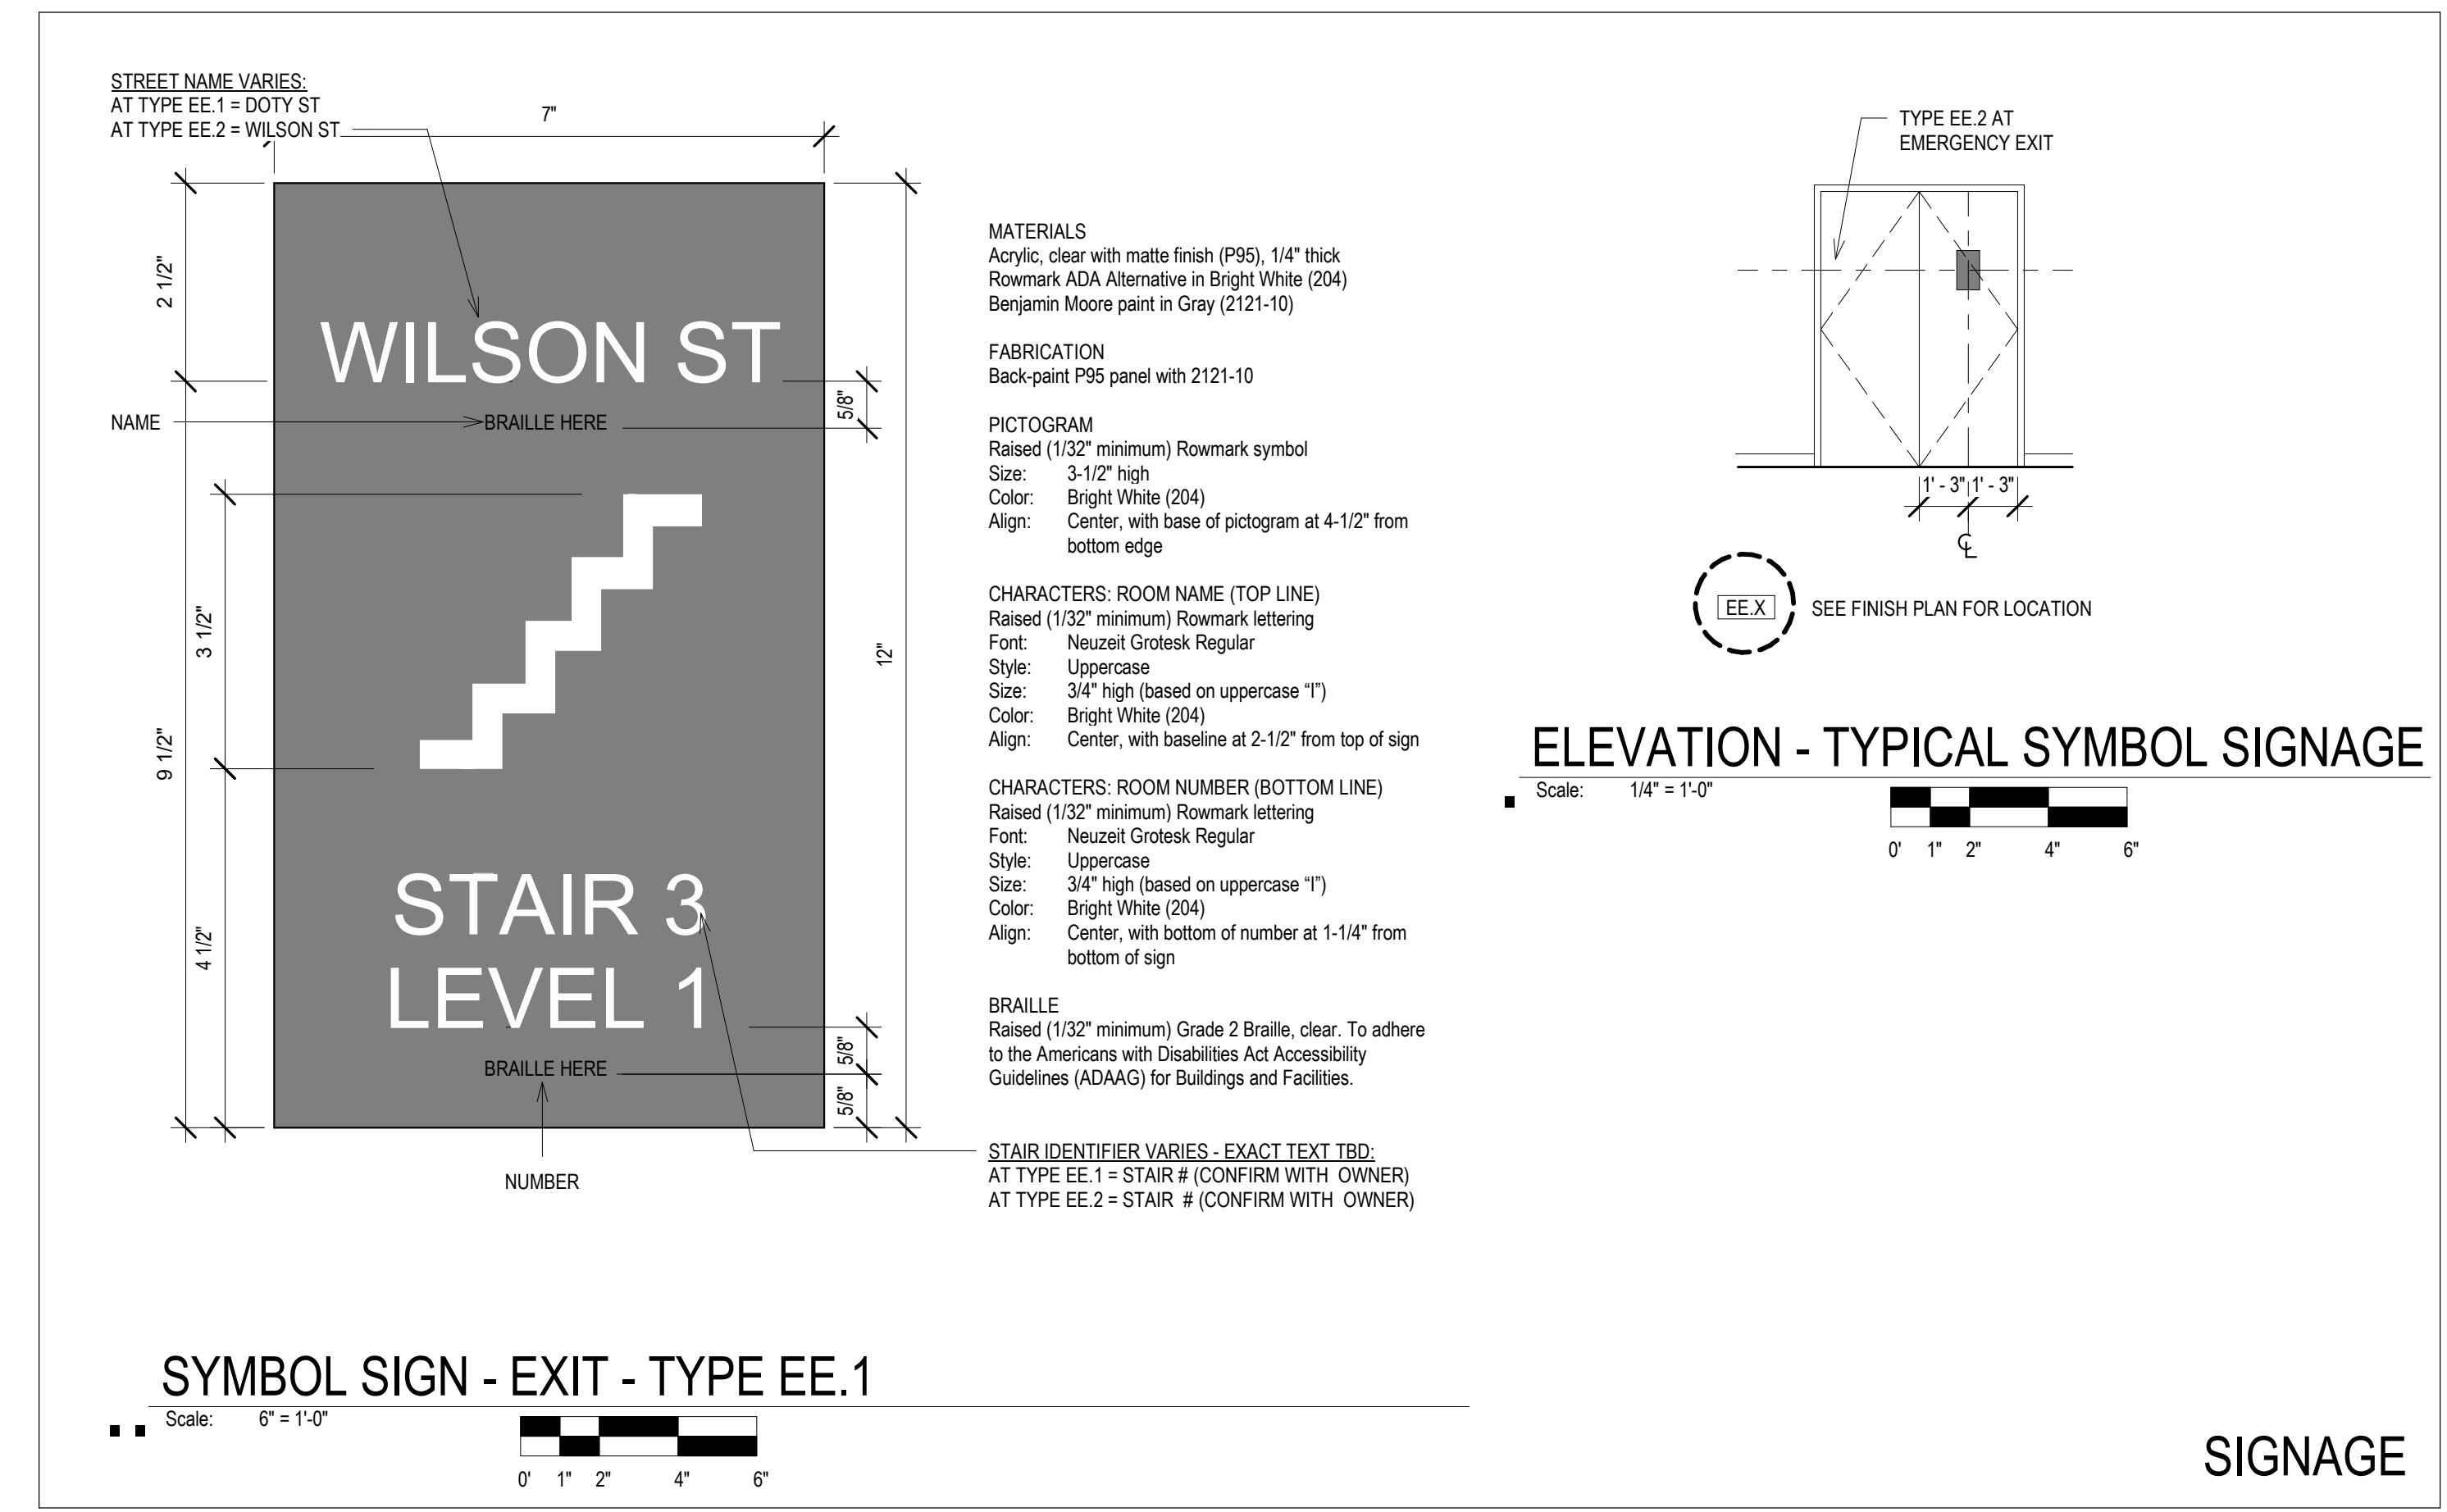 STREET NAME VARIES:
AT TYPE EE.1 = DOTY ST
AT TYPE EE.2 = WILSON ST
7"
2 1/2"
WILSON ST
5/8"
NAME
BRAILLE HERE
3 1/2"
9 1/2"
12"
4 1/2"
STAIR 3
LEVEL 1
5/8"
BRAILLE HERE
5/8"
NUMBER
MATERIALS
Acrylic, clear with matte finish (P95), 1/4" thick
Rowmark ADA Alternative in Bright White (204)
Benjamin Moore paint in Gray (2121-10)
FABRICATION
Back-paint P95 panel with 2121-10
PICTOGRAM
Raised (1/32" minimum) Rowmark symbol
Size: 3-1/2" high
Color: Bright White (204)
Align: Center, with base of pictogram at 4-1/2" from
bottom edge
CHARACTERS: ROOM NAME (TOP LINE)
Raised (1/32" minimum) Rowmark lettering
Font: Neuzeit Grotesk Regular
Style: Uppercase
Size: 3/4" high (based on uppercase “I”)
Color: Bright White (204)
Align: Center, with baseline at 2-1/2" from top of sign
CHARACTERS: ROOM NUMBER (BOTTOM LINE)
Raised (1/32" minimum) Rowmark lettering
Font: Neuzeit Grotesk Regular
Style: Uppercase
Size: 3/4" high (based on uppercase “I”)
Color: Bright White (204)
Align: Center, with bottom of number at 1-1/4" from
bottom of sign
BRAILLE
Raised (1/32" minimum) Grade 2 Braille, clear. To adhere
to the Americans with Disabilities Act Accessibility
Guidelines (ADAAG) for Buildings and Facilities.
STAIR IDENTIFIER VARIES - EXACT TEXT TBD:
AT TYPE EE.1 = STAIR # (CONFIRM WITH OWNER)
AT TYPE EE.2 = STAIR # (CONFIRM WITH OWNER)
SYMBOL SIGN - EXIT - TYPE EE.1
Scale: 6" = 1'-0"
0' 1" 2" 4" 6"
TYPE EE.2 AT
EMERGENCY EXIT
1' - 3" 1' - 3"
℄
EE.X SEE FINISH PLAN FOR LOCATION
ELEVATION - TYPICAL SYMBOL SIGNAGE
Scale: 1/4" = 1'-0"
0' 1" 2" 4" 6"
SIGNAGE